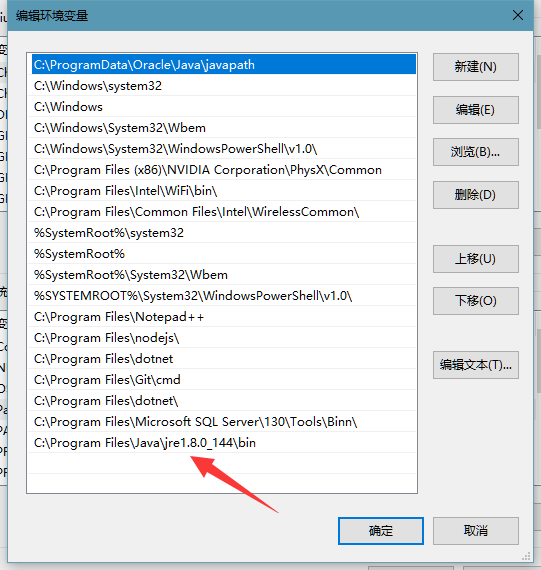 编辑环境变量
C:\ProgramData\Oracle\Java\javapath
C:\Windows\system32
C:\Windows
C:\Windows\System32\Wbem
C:\Windows\System32\WindowsPowerShell\v1.0\
C:\Program Files (x86)\NVIDIA Corporation\PhysX\Common
C:\Program Files\Intel\WiFi\bin\
C:\Program Files\Common Files\Intel\WirelessCommon\
%SystemRoot%\system32
%SystemRoot%
%SystemRoot%\System32\Wbem
%SYSTEMROOT%\System32\WindowsPowerShell\v1.0\
C:\Program Files\Notepad++
C:\Program Files\nodejs\
C:\Program Files\dotnet
C:\Program Files\Git\cmd
C:\Program Files\dotnet\
C:\Program Files\Microsoft SQL Server\130\Tools\Binn\
C:\Program Files\Java\jre1.8.0_144\bin
新建(N)
编辑(E)
浏览(B)...
删除(D)
上移(U)
下移(O)
编辑文本(T)...
确定
取消